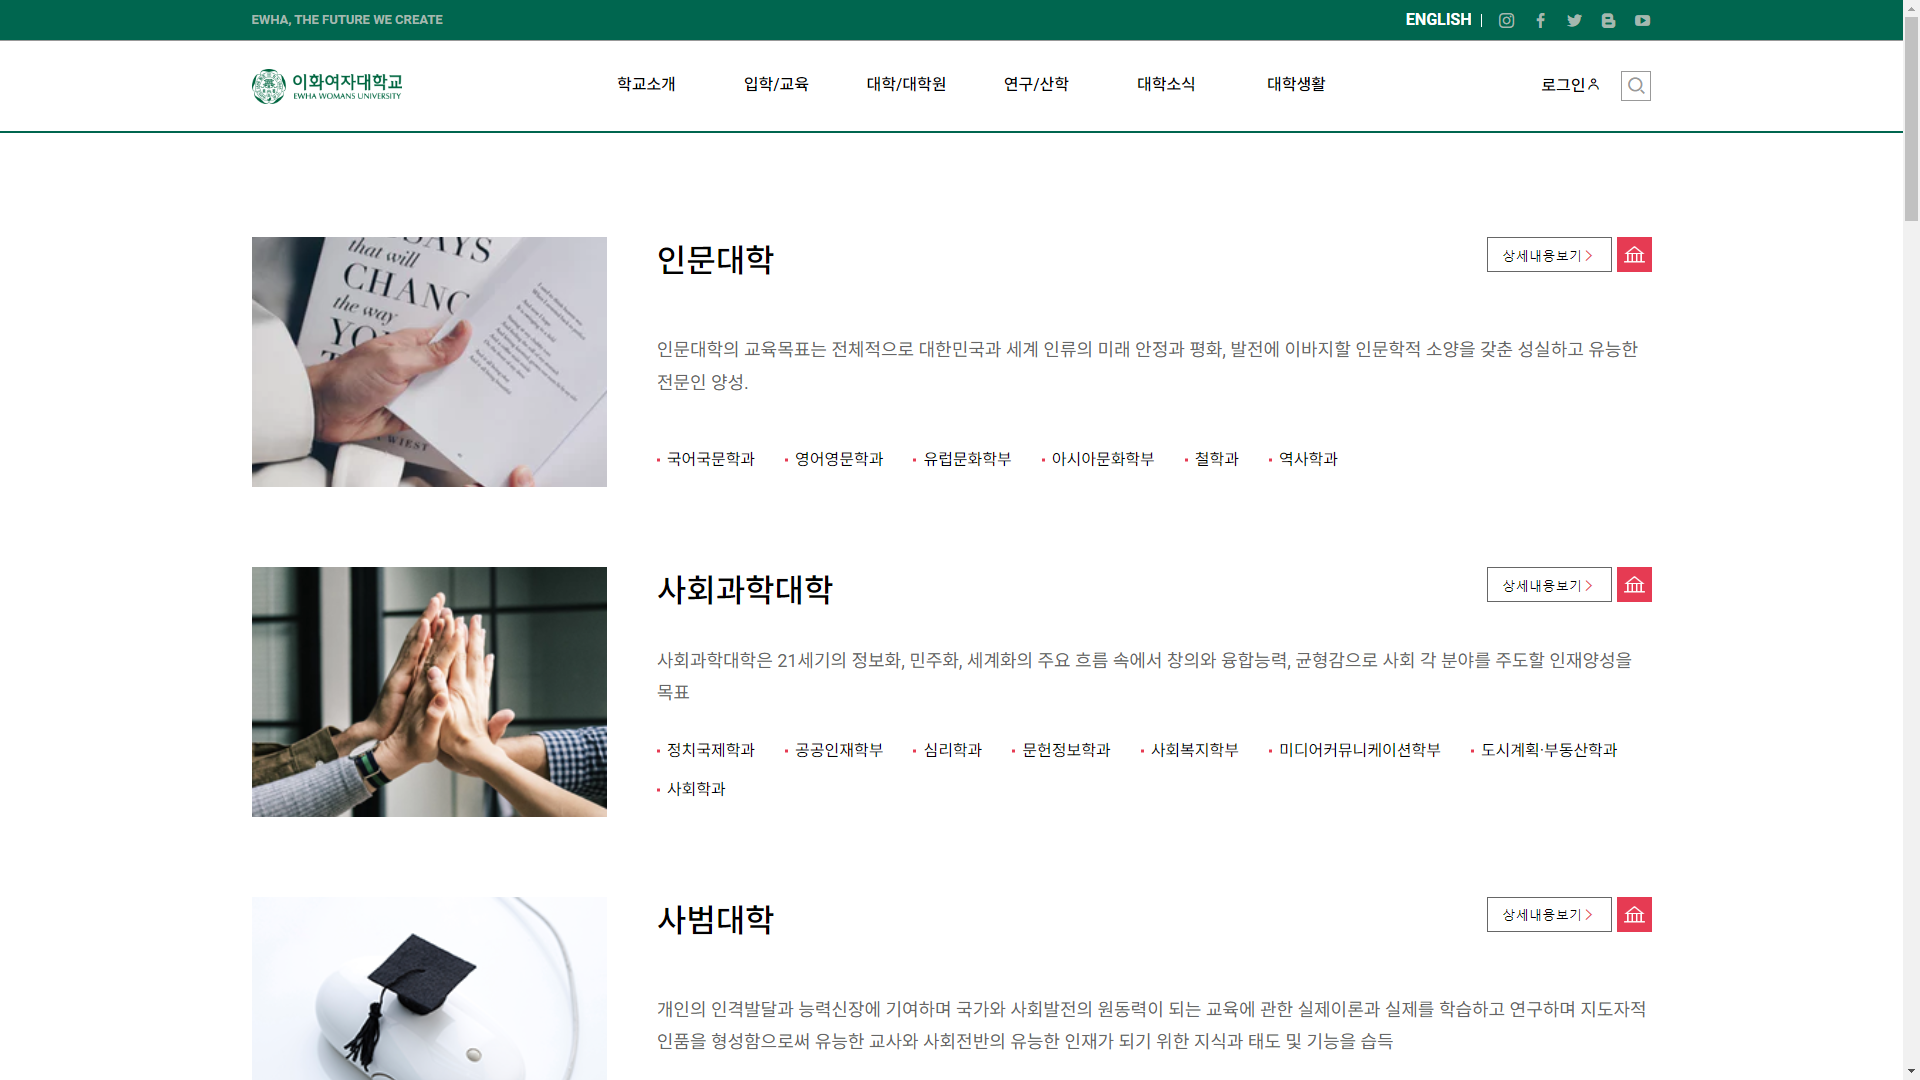 EWHA, THE FUTURE WE CREATE
ENGLISH
이화여자대학교
EWHA WOMANS UNIVERSITY
학교소개
입학/교육
대학/대학원
연구/산학
대학소식
대학생활
로그인
that will
the way
WIEST
인문대학
상세내용보기
인문대학의 교육목표는 전체적으로 대한민국과 세계 인류의 미래 안정과 평화, 발전에 이바지할 인문학적 소양을 갖춘 성실하고 유능한
전문인 양성.
국어국문학과
영어영문학과
유럽문화학부
아시아문화학부
철학과
역사학과
사회과학대학
상세내용보기
사회과학대학은 21세기의 정보화, 민주화, 세계화의 주요 흐름 속에서 창의와 융합능력, 균형감으로 사회 각 분야를 주도할 인재양성을
목표
정치국제학과
공공인재학부
심리학과
문헌정보학과
사회복지학부
미디어커뮤니케이션학부
도시계획·부동산학과
사회학과
사범대학
상세내용보기
개인의 인격발달과 능력신장에 기여하며 국가와 사회발전의 원동력이 되는 교육에 관한 실제이론과 실제를 학습하고 연구하며 지도자적
인품을 형성함으로써 유능한 교사와 사회전반의 유능한 인재가 되기 위한 지식과 태도 및 기능을 습득